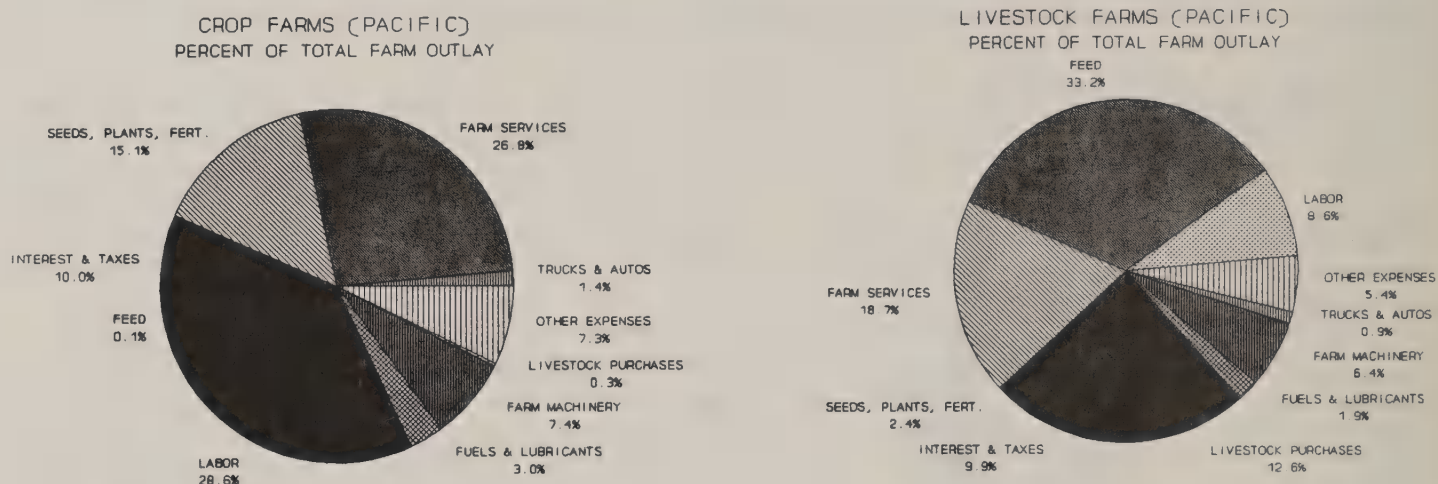 CROP FARMS (PACIFIC)
PERCENT OF TOTAL FARM OUTLAY
SEEDS, PLANTS, FERT.
15.1%
FARM SERVICES
26.8%
INTEREST & TAXES
10.0%
TRUCKS & AUTOS
1.4%
FEED
0.1%
OTHER EXPENSES
7.3%
LIVESTOCK PURCHASES
0.3%
FARM MACHINERY
7.4%
FUELS & LUBRICANTS
3.0%
LABOR
28.6%
LIVESTOCK FARMS (PACIFIC)
PERCENT OF TOTAL FARM OUTLAY
FEED
33.2%
LABOR
8.6%
FARM SERVICES
18.7%
OTHER EXPENSES
5.4%
TRUCKS & AUTOS
0.9%
FARM MACHINERY
6.4%
FUELS & LUBRICANTS
1.9%
SEEDS, PLANTS, FERT.
2.4%
INTEREST & TAXES
9.9%
LIVESTOCK PURCHASES
12.6%